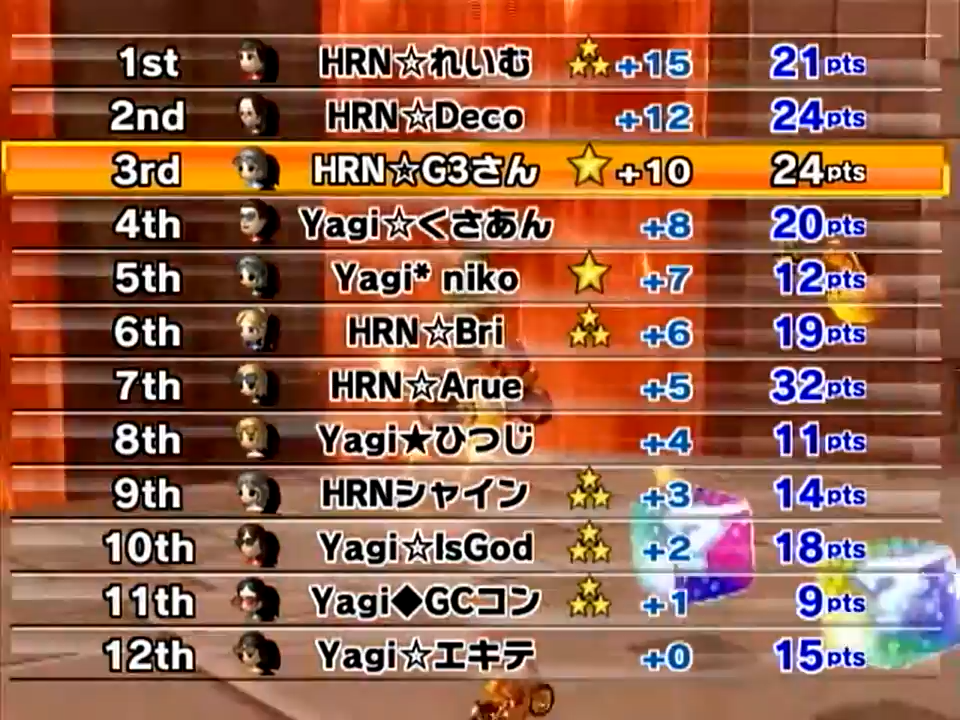 1st HRN☆れいむ +15 21pts
2nd HRN☆Deco +12 24pts
3rd HRN☆G3さん +10 24pts
4th Yagi☆くさあん +8 20pts
5th Yagi* niko +7 12pts
6th HRN☆Bri +6 19pts
7th HRN☆Arue +5 32pts
8th Yagi★ひつじ +4 11pts
9th HRNシャイン +3 14pts
10th Yagi☆IsGod +2 18pts
11th Yagi◆GCコン +1 9pts
12th Yagi☆エキテ +0 15pts